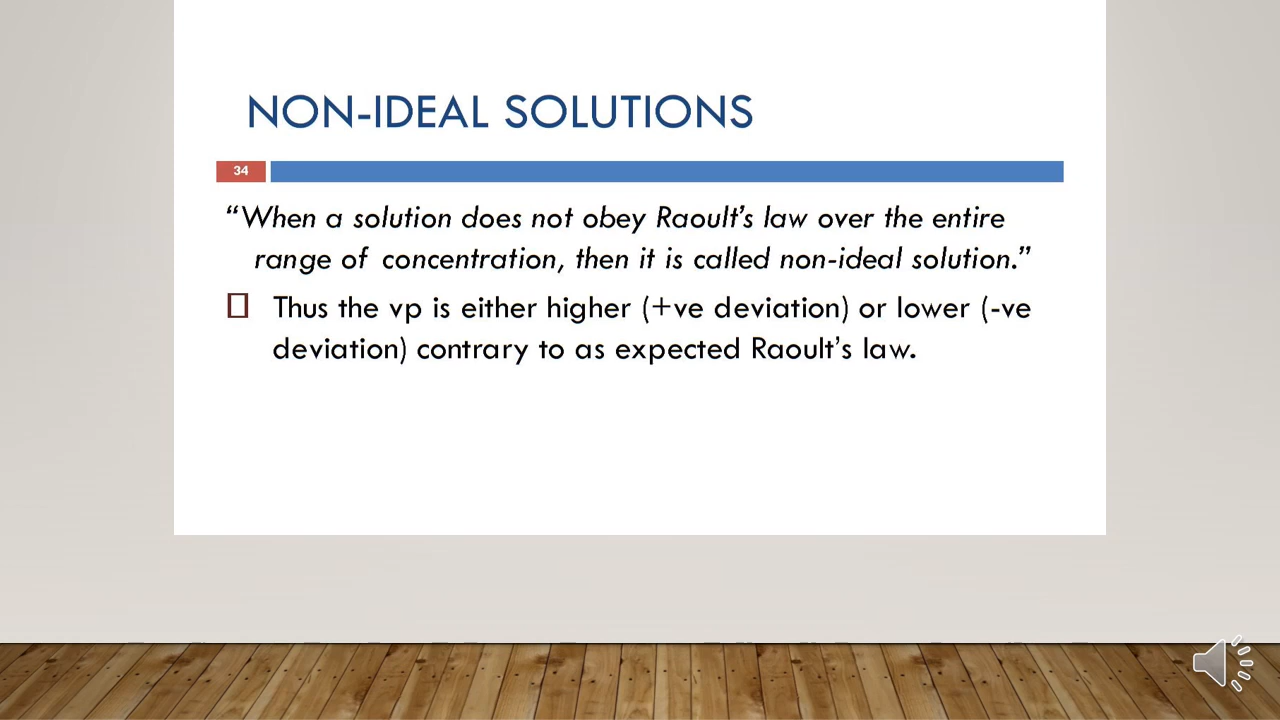 NON-IDEAL SOLUTIONS
34
“When a solution does not obey Raoult’s law over the entire
range of concentration, then it is called non-ideal solution.”
Thus the vp is either higher (+ve deviation) or lower (-ve
deviation) contrary to as expected Raoult’s law.